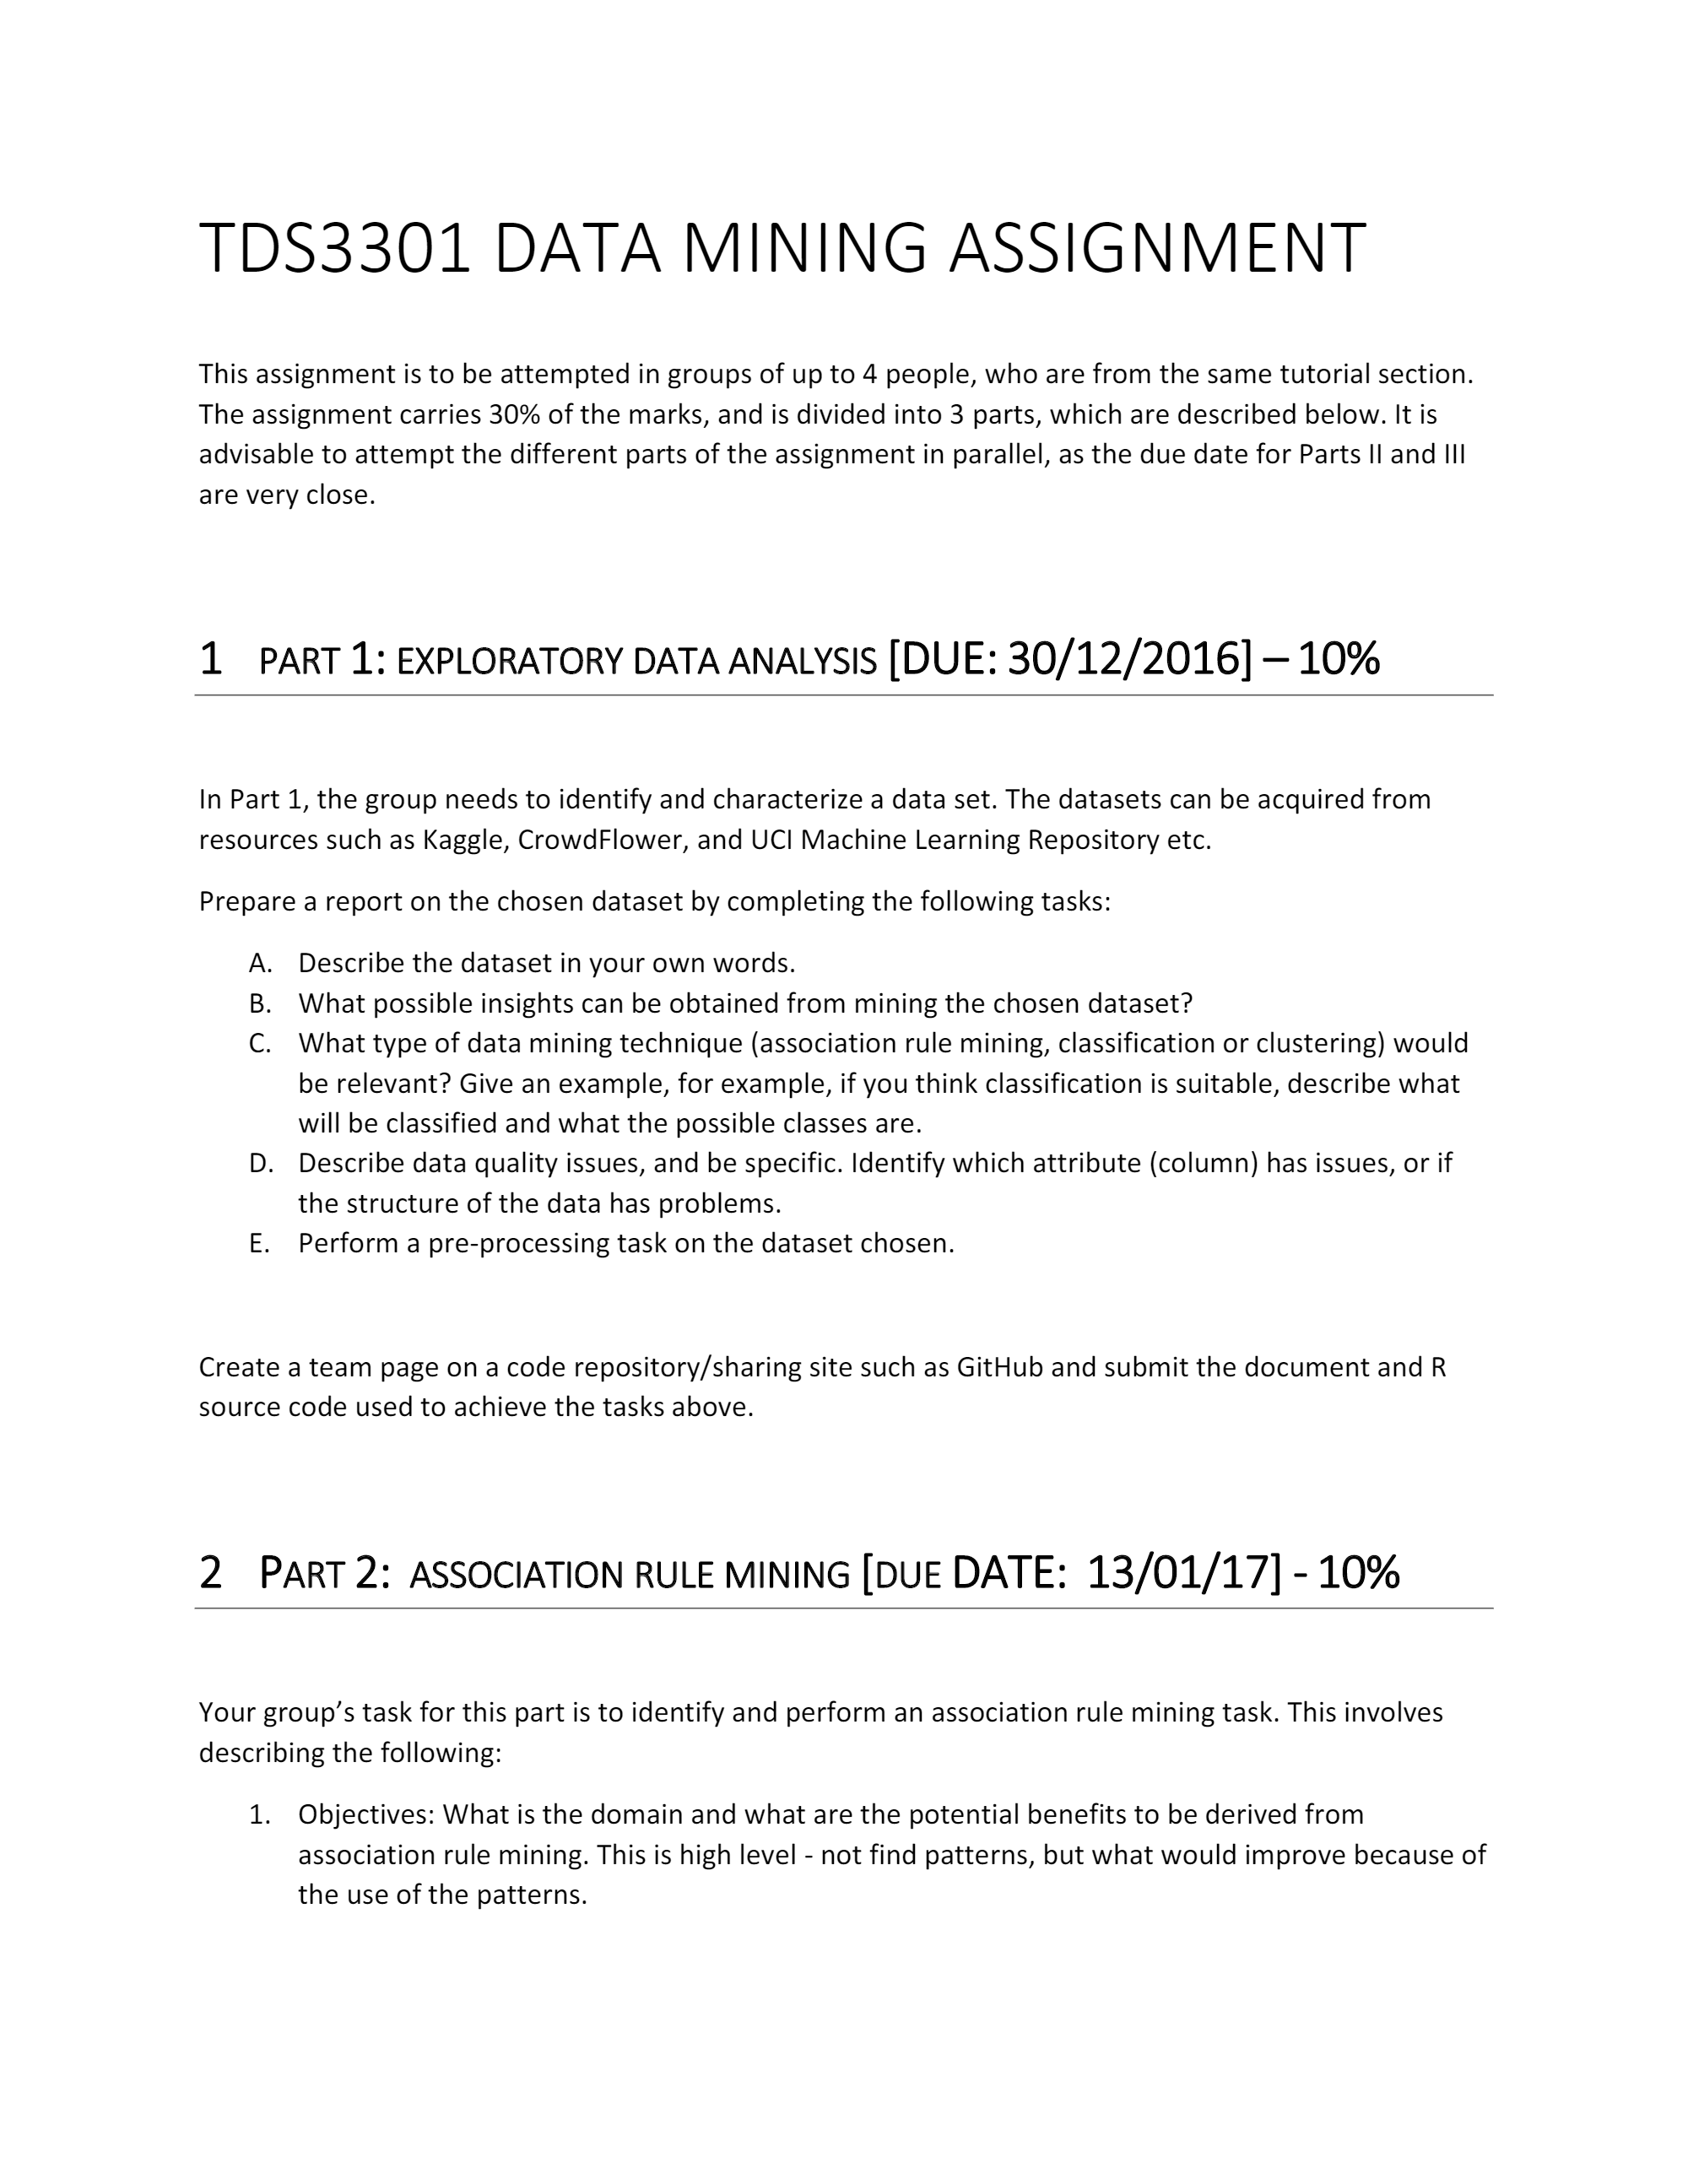 TDS3301 DATA MINING ASSIGNMENT
This assignment is to be attempted in groups of up to 4 people, who are from the same tutorial section.
The assignment carries 30% of the marks, and is divided into 3 parts, which are described below. It is
advisable to attempt the different parts of the assignment in parallel, as the due date for Parts II and III
are very close.
1 PART 1: EXPLORATORY DATA ANALYSIS [DUE: 30/12/2016] – 10%
In Part 1, the group needs to identify and characterize a data set. The datasets can be acquired from
resources such as Kaggle, CrowdFlower, and UCI Machine Learning Repository etc.
Prepare a report on the chosen dataset by completing the following tasks:
A. Describe the dataset in your own words.
B. What possible insights can be obtained from mining the chosen dataset?
C. What type of data mining technique (association rule mining, classification or clustering) would
be relevant? Give an example, for example, if you think classification is suitable, describe what
will be classified and what the possible classes are.
D. Describe data quality issues, and be specific. Identify which attribute (column) has issues, or if
the structure of the data has problems.
E. Perform a pre-processing task on the dataset chosen.
Create a team page on a code repository/sharing site such as GitHub and submit the document and R
source code used to achieve the tasks above.
2 PART 2: ASSOCIATION RULE MINING [DUE DATE: 13/01/17] - 10%
Your group’s task for this part is to identify and perform an association rule mining task. This involves
describing the following:
1. Objectives: What is the domain and what are the potential benefits to be derived from
association rule mining. This is high level - not find patterns, but what would improve because of
the use of the patterns.